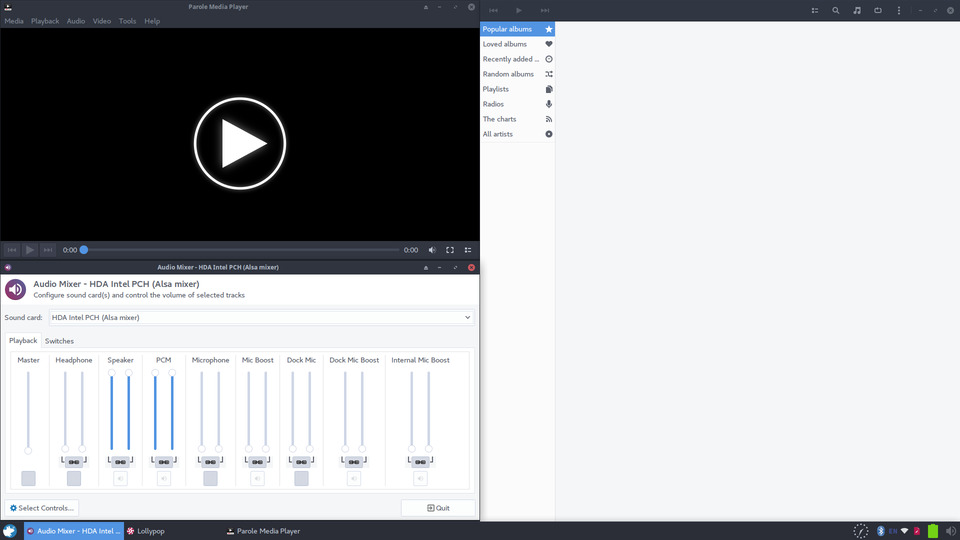 Parole Media Player
Media Playback Audio Video Tools Help
0:00 0:00
Popular albums
Loved albums
Recently added ...
Random albums
Playlists
Radios
The charts
All artists
Audio Mixer - HDA Intel PCH (Alsa mixer)
Audio Mixer - HDA Intel PCH (Alsa mixer)
Configure sound card(s) and control the volume of selected tracks
Sound card: HDA Intel PCH (Alsa mixer)
Playback Switches
Master Headphone Speaker PCM Microphone Mic Boost Dock Mic Dock Mic Boost Internal Mic Boost
Select Controls... Quit
Audio Mixer - HDA Intel ... Lollypop Parole Media Player EN